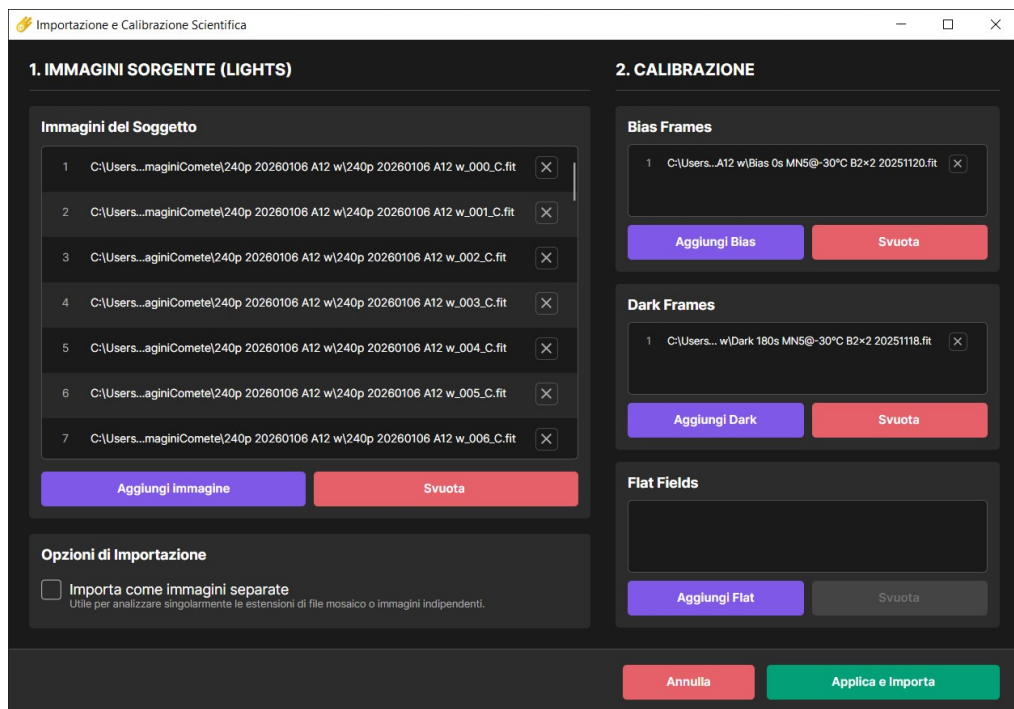 Importazione e Calibrazione Scientifica
1. IMMAGINI SORGENTE (LIGHTS)
Immagini del Soggetto
1 C:\Users...maginiComete\240p 20260106 A12 w\240p 20260106 A12 w_000_C.fit
2 C:\Users...maginiComete\240p 20260106 A12 w\240p 20260106 A12 w_001_C.fit
3 C:\Users...aginiComete\240p 20260106 A12 w\240p 20260106 A12 w_002_C.fit
4 C:\Users...aginiComete\240p 20260106 A12 w\240p 20260106 A12 w_003_C.fit
5 C:\Users...aginiComete\240p 20260106 A12 w\240p 20260106 A12 w_004_C.fit
6 C:\Users...aginiComete\240p 20260106 A12 w\240p 20260106 A12 w_005_C.fit
7 C:\Users...maginiComete\240p 20260106 A12 w\240p 20260106 A12 w_006_C.fit
Aggiungi immagine
Svuota
Opzioni di Importazione
Importa come immagini separate
Utile per analizzare singolarmente le estensioni di file mosaico o immagini indipendenti.
2. CALIBRAZIONE
Bias Frames
1 C:\Users...A12 w\Bias 0s MN5@-30°C B2×2 20251120.fit
Aggiungi Bias
Svuota
Dark Frames
1 C:\Users... w\Dark 180s MN5@-30°C B2×2 20251118.fit
Aggiungi Dark
Svuota
Flat Fields
Aggiungi Flat
Svuota
Annulla
Applica e Importa